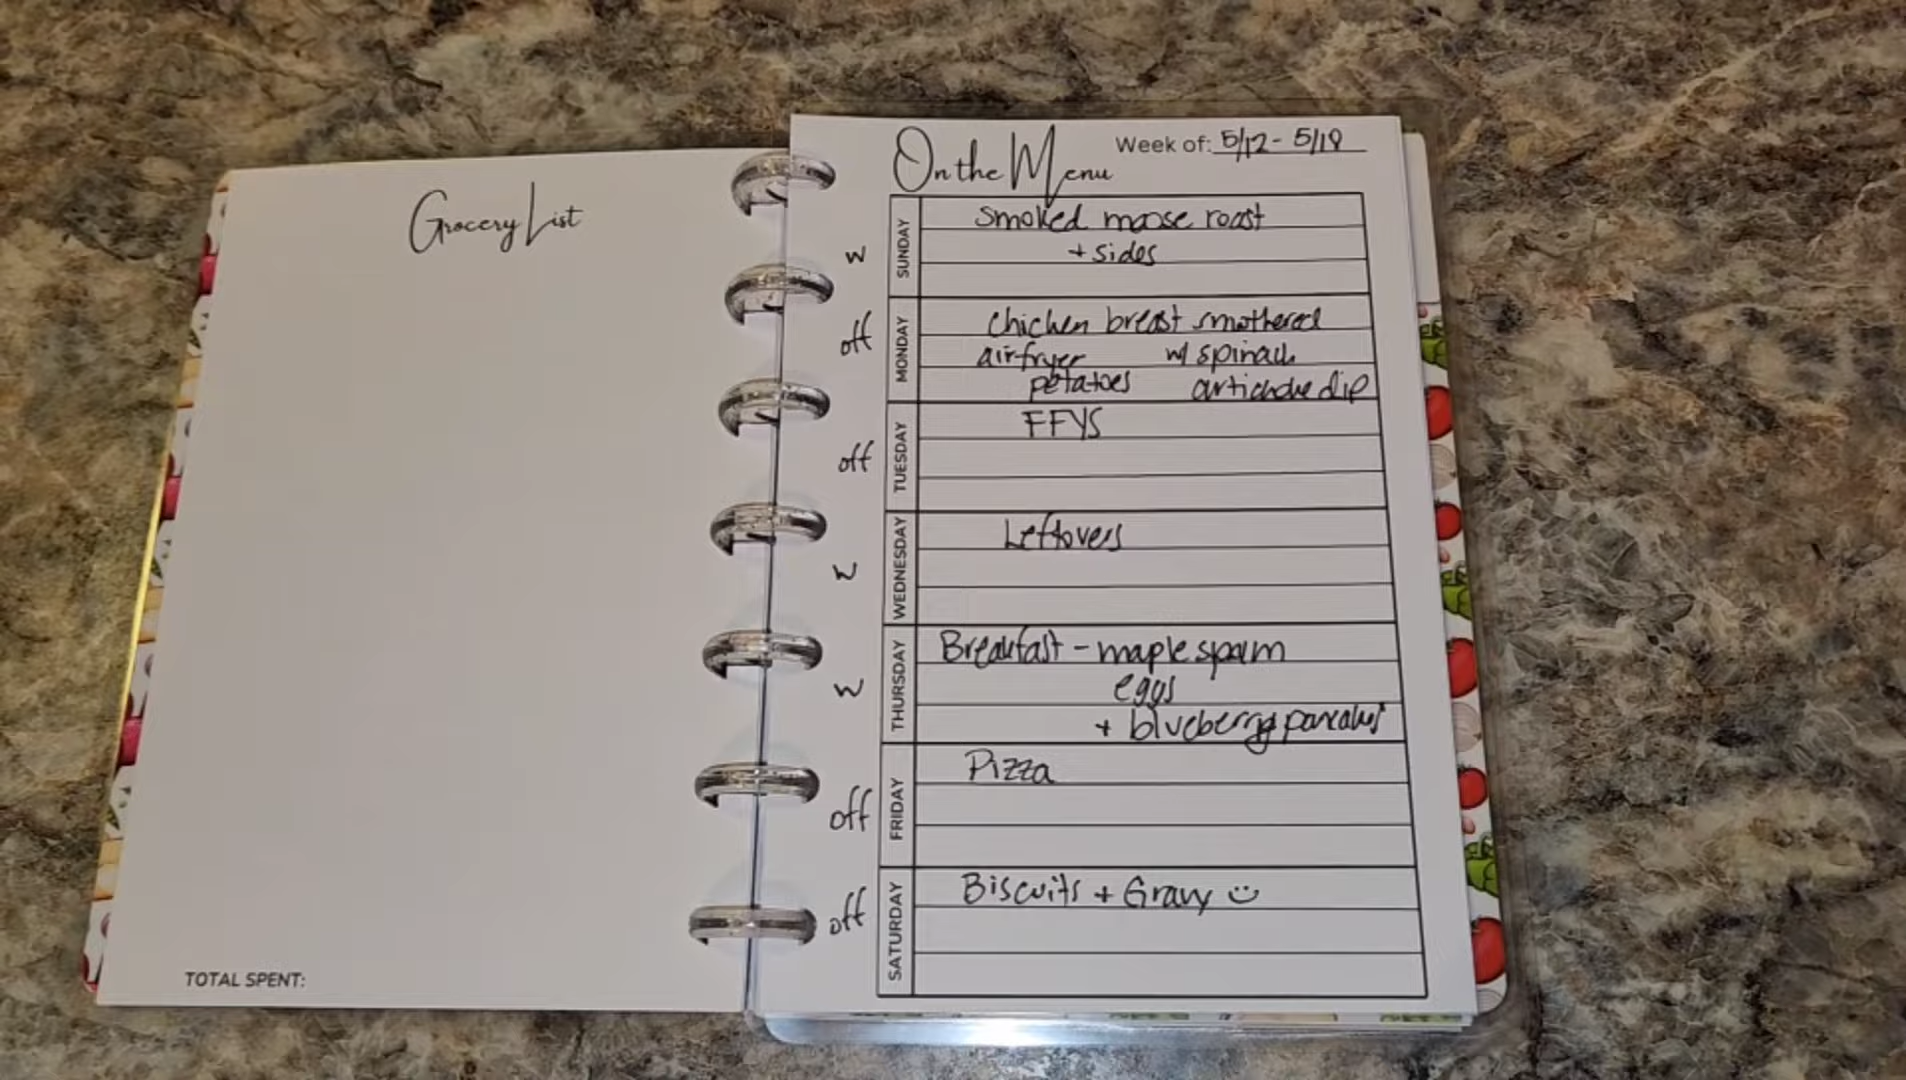 Grocery List
TOTAL SPENT:
On the Menu
Week of: 5/12 - 5/18
w
SUNDAY
Smoked moose roast
+ sides
off
MONDAY
Chicken breast smothered
airfryer w/ spinach
potatoes artichoke dip
off
TUESDAY
FFYS
w
WEDNESDAY
Leftovers
w
THURSDAY
Breakfast - maple spam
eggs
+ blueberry pancakes
off
FRIDAY
Pizza
off
SATURDAY
Biscuits + Gravy ☺